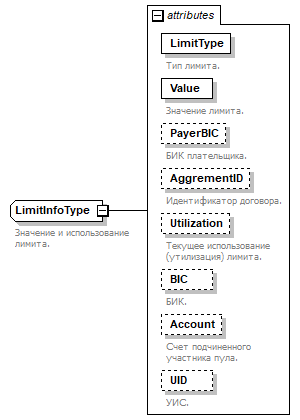 attributes
LimitType
Тип лимита.
Value
Значение лимита.
PayerBIC
БИК плательщика.
AggrementID
Идентификатор договора.
LimitInfoType
Значение и использование
лимита.
Utilization
Текущее использование
(утилизация) лимита.
BIC
БИК.
Account
Счет подчиненного
участника пула.
UID
УИС.